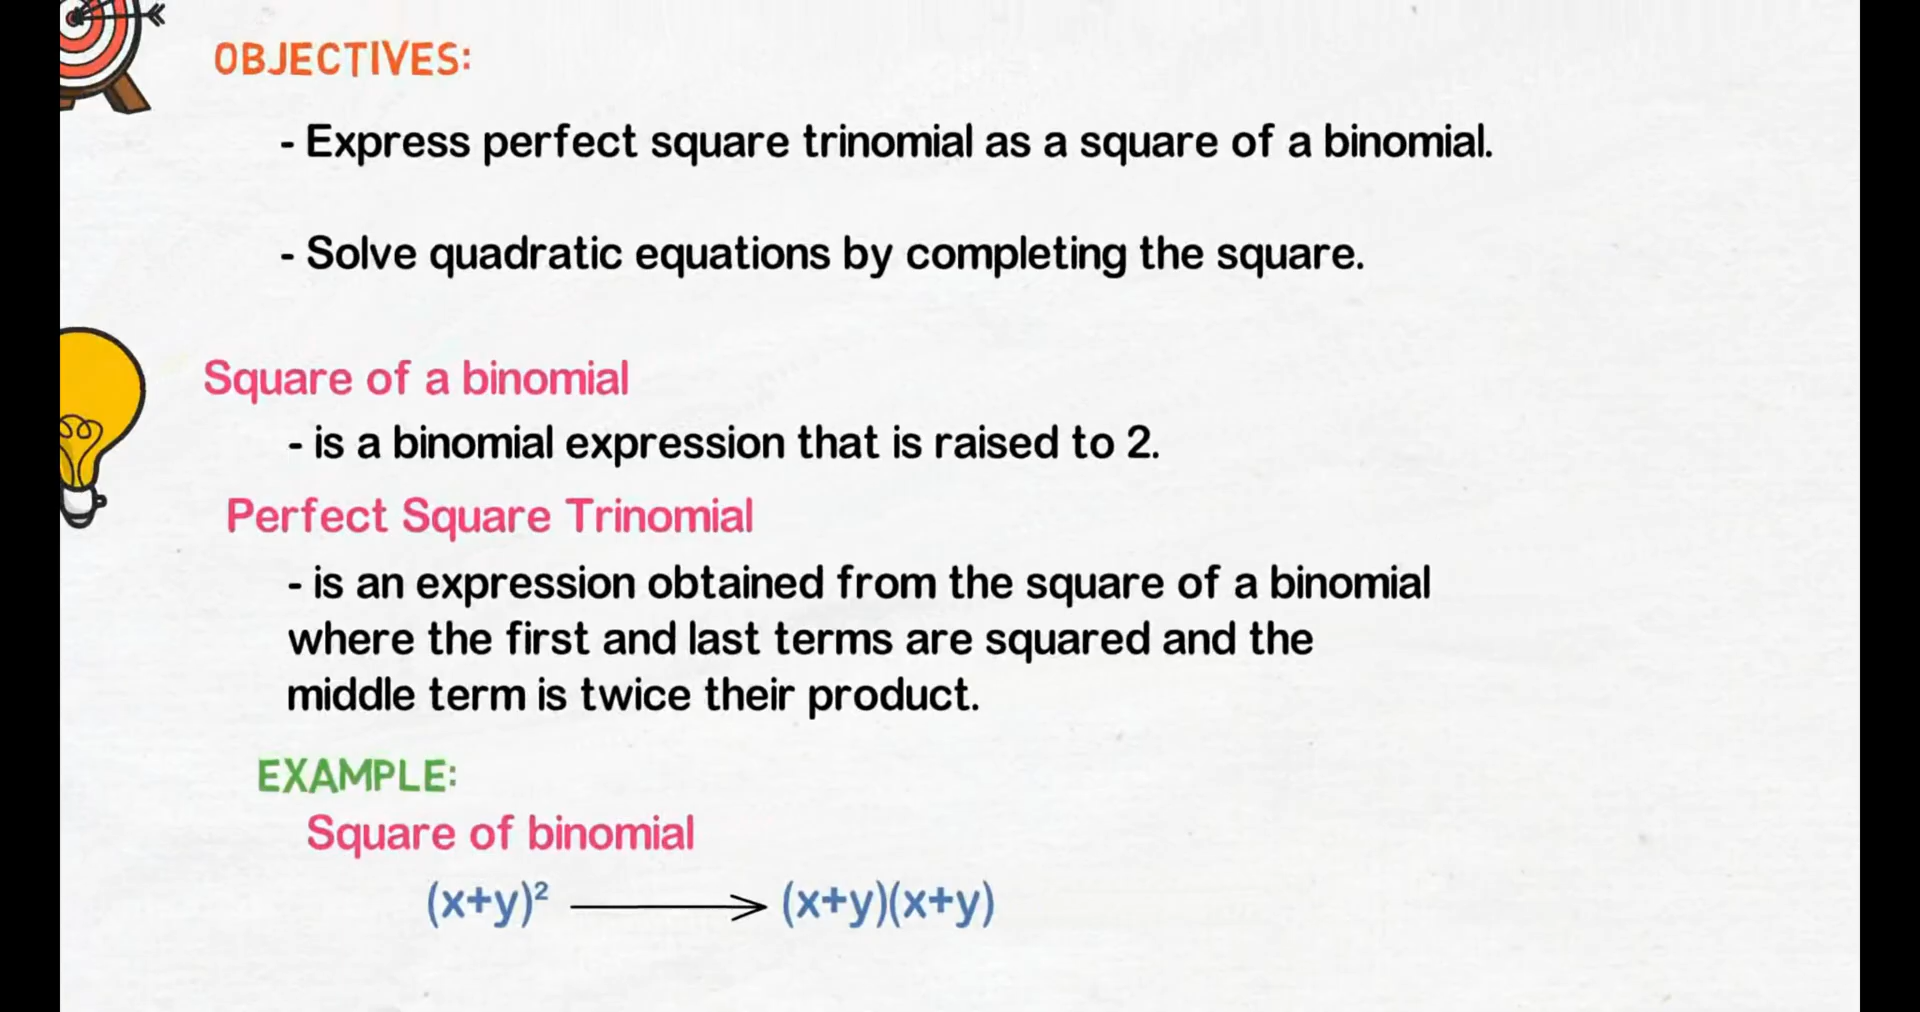 OBJECTIVES:
- Express perfect square trinomial as a square of a binomial.
- Solve quadratic equations by completing the square.
Square of a binomial
- is a binomial expression that is raised to 2.
Perfect Square Trinomial
- is an expression obtained from the square of a binomial
where the first and last terms are squared and the
middle term is twice their product.
EXAMPLE:
Square of binomial
(x+y)² ⟶ (x+y)(x+y)